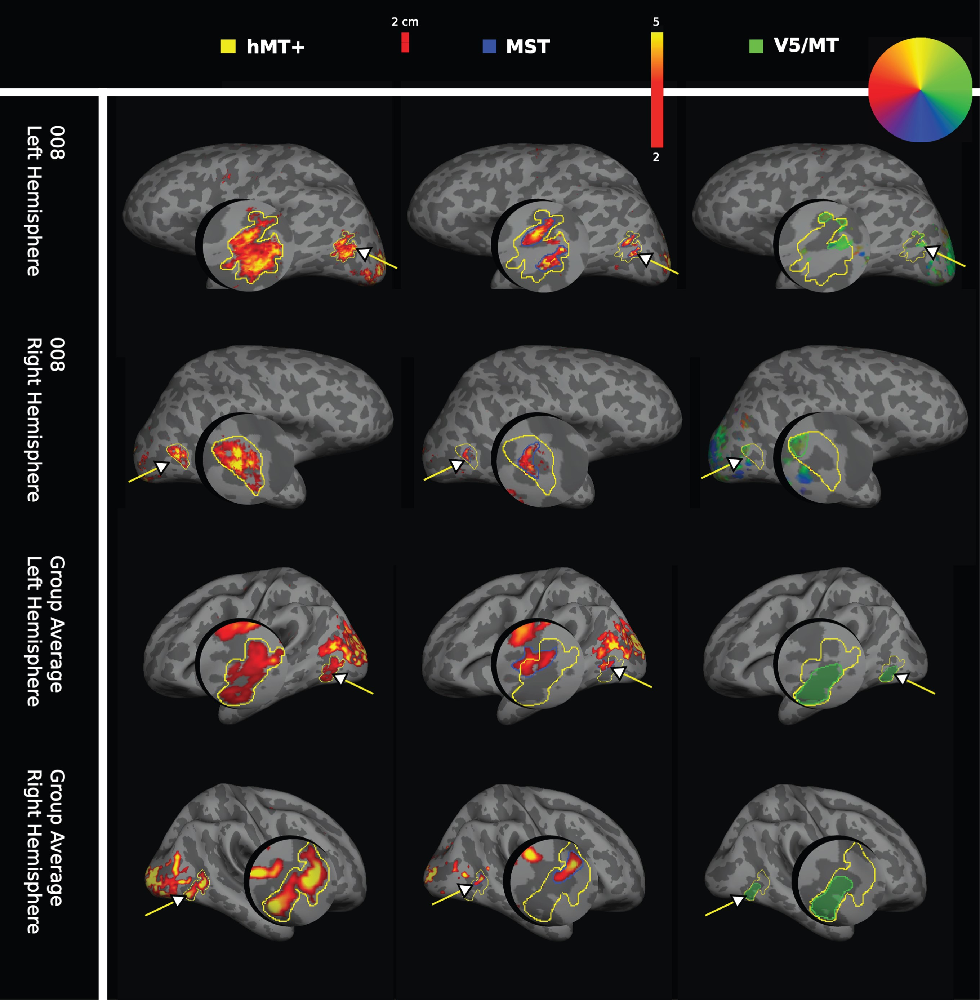 2 cm
5
hMT+
MST
V5/MT
2
008
Left Hemisphere
008
Right Hemisphere
Group Average
Left Hemisphere
Group Average
Right Hemisphere